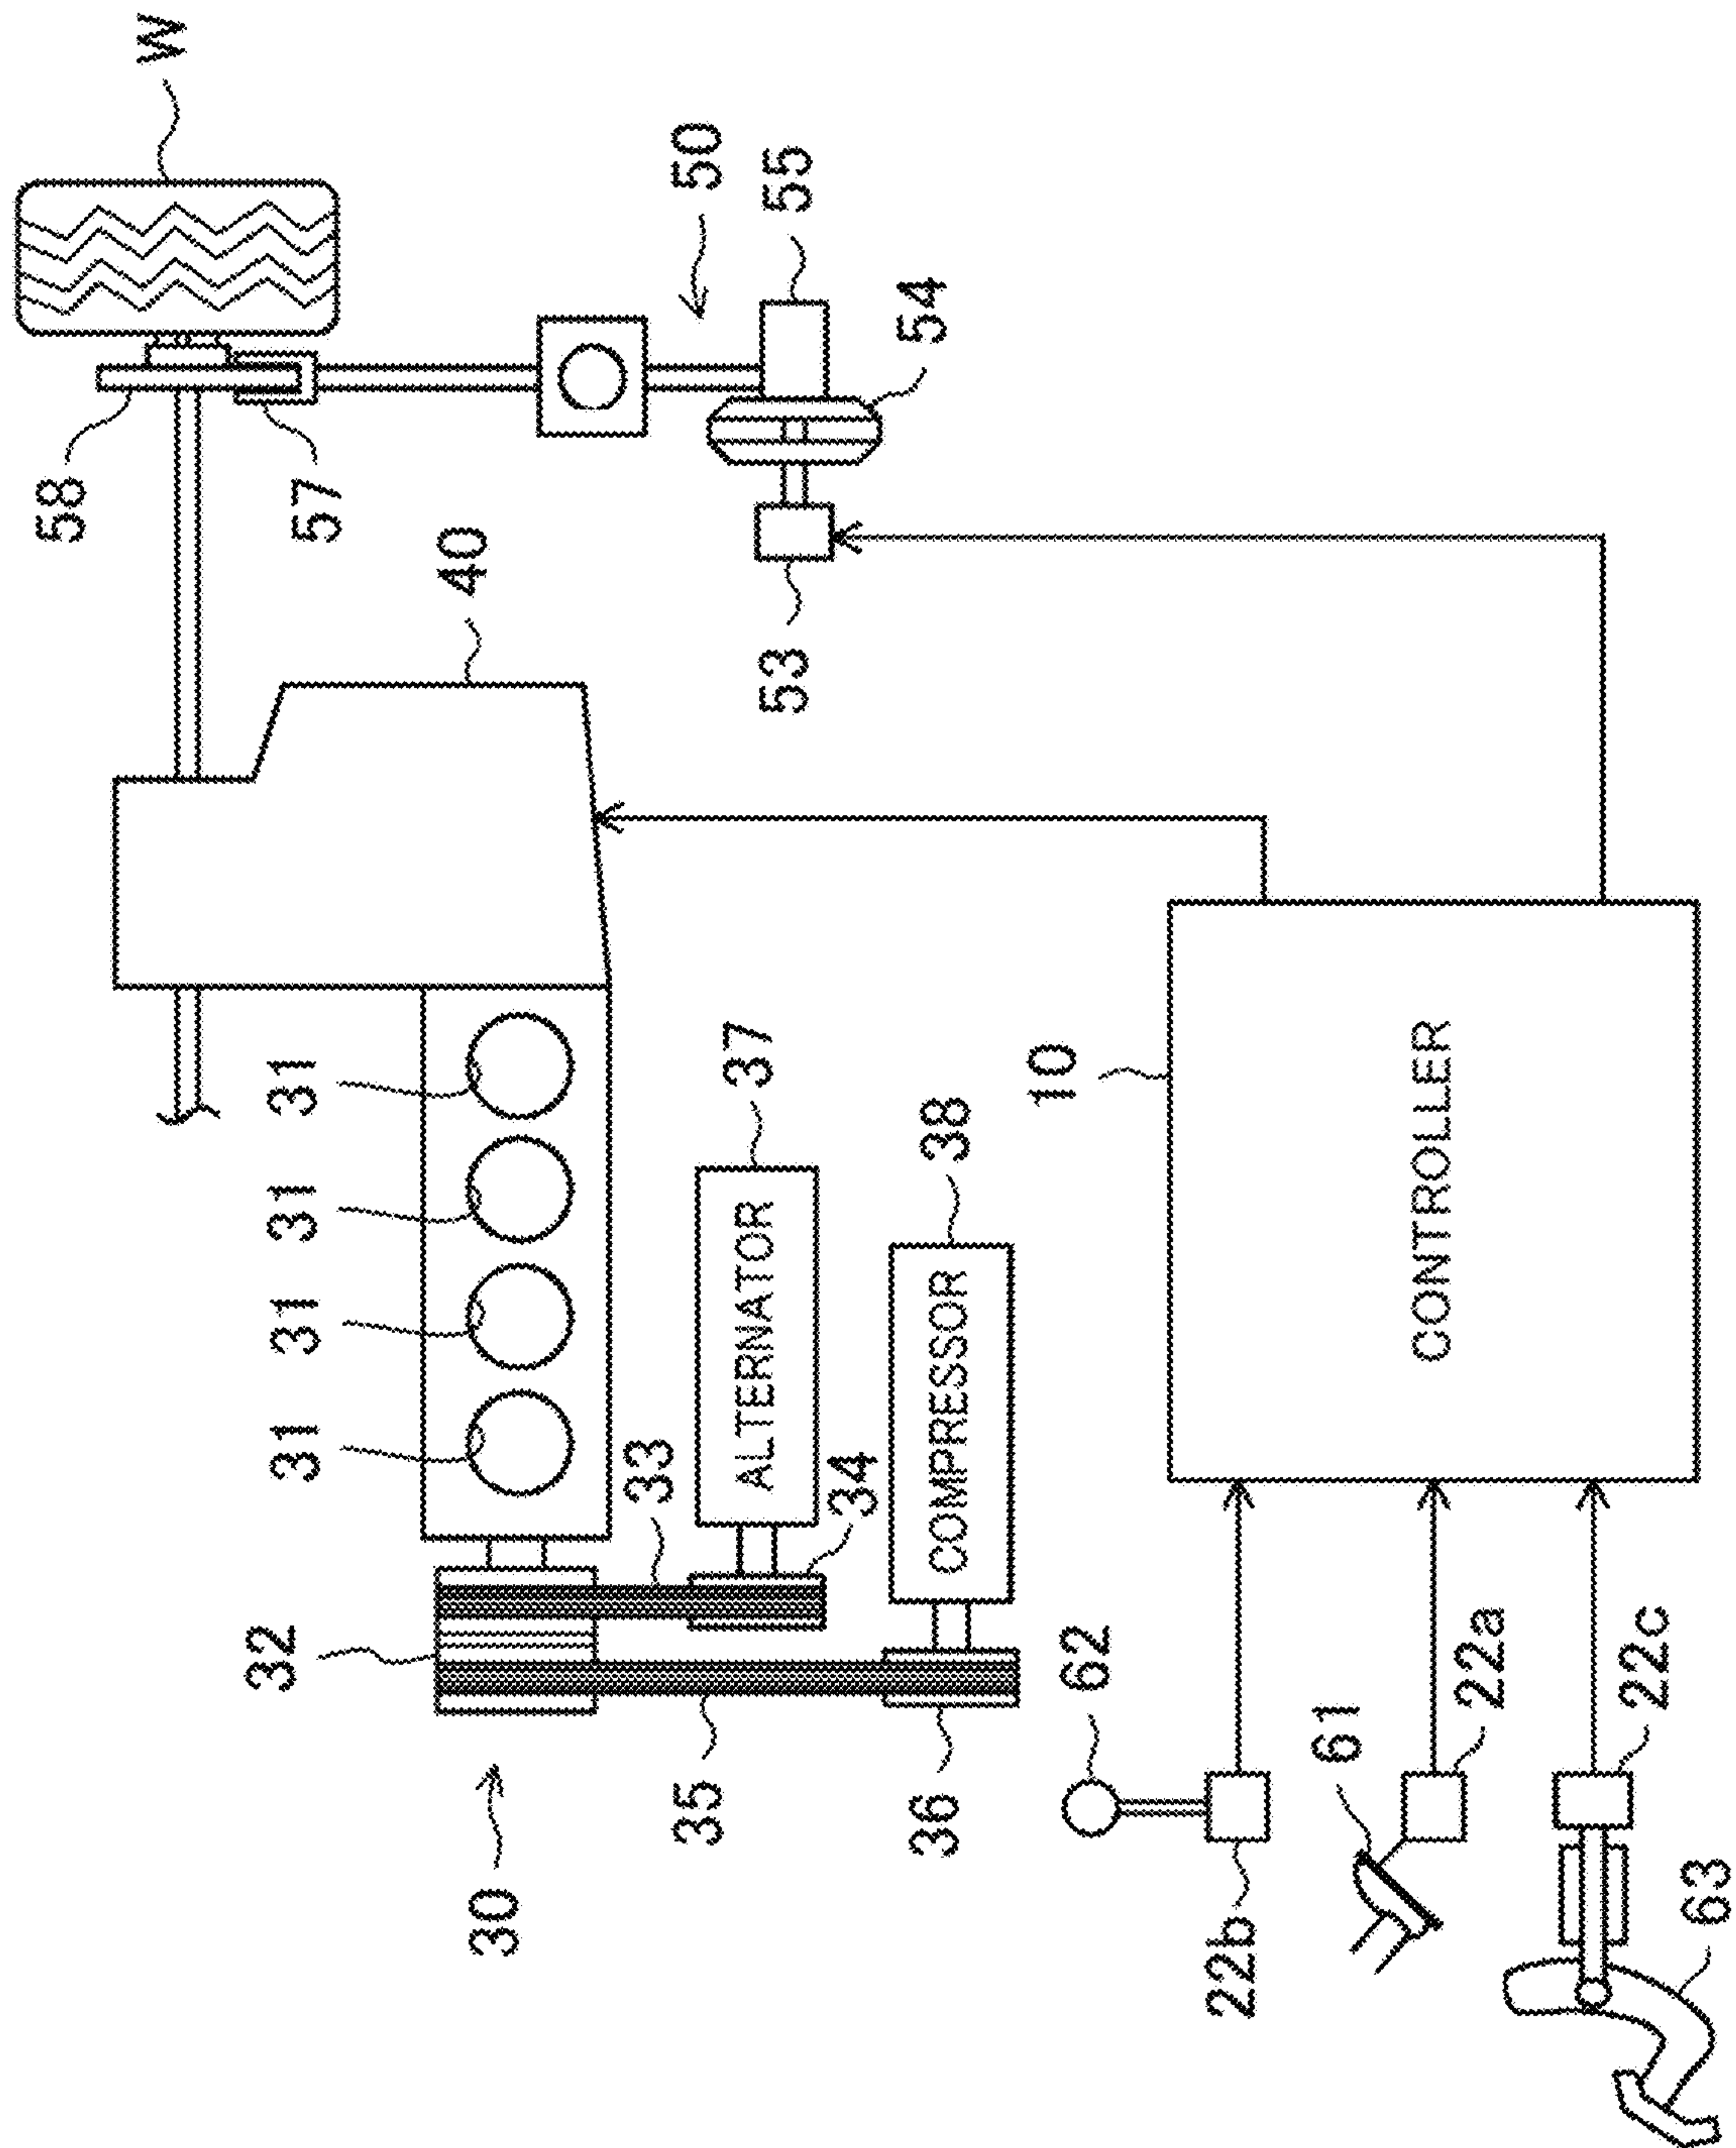 58
W
32
31 31 31 31
57
40
30
33
35
50
ALTERNATOR
37
53
55
34
54
36
COMPRESSOR
38
10
62
22b
61
CONTROLLER
22a
22c
63